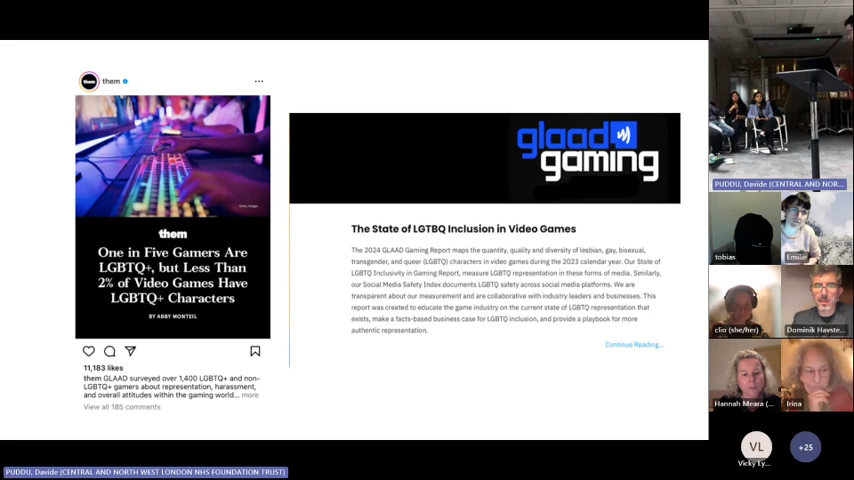 them
them
One in Five Gamers Are
LGBTQ+, but Less Than
2% of Video Games Have
LGBTQ+ Characters
BY ABBY MONTEIL
11,183 likes
them GLAAD surveyed over 1,400 LGBTQ+ and non-
LGBTQ+ gamers about representation, harassment,
and overall attitudes within the gaming world... more
View all 185 comments
glaad
gaming
The State of LGTBQ Inclusion in Video Games
The 2024 GLAAD Gaming Report maps the quantity, quality and diversity of lesbian, gay, bisexual,
transgender, and queer (LGBTQ) characters in video games during the 2023 calendar year. Our State of
LGBTQ Inclusivity in Gaming Report, measure LGBTQ representation in these forms of media. Similarly,
our Social Media Safety Index documents LGBTQ safety across social media platforms. We are
transparent about our measurement and are collaborative with industry leaders and businesses. This
report was created to educate the game industry on the current state of LGBTQ representation that
exists, make a facts-based business case for LGBTQ inclusion, and provide a playbook for more
authentic representation.
Continue Reading...
PUDDU, Davide (CENTRAL AND NOR...
tobias
Emilie
clio (she/her)
Dominik Havste...
Hannah Meara (...
Irina
VL
Vicky Ly...
+25
PUDDU, Davide (CENTRAL AND NORTH WEST LONDON NHS FOUNDATION TRUST)